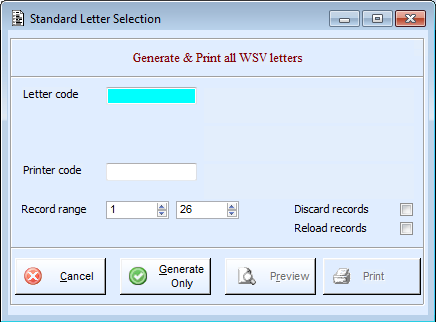 Standard Letter Selection
Generate & Print all WSV letters
Letter code
Printer code
Record range 1 26 Discard records
Reload records
Cancel Generate Only Preview Print